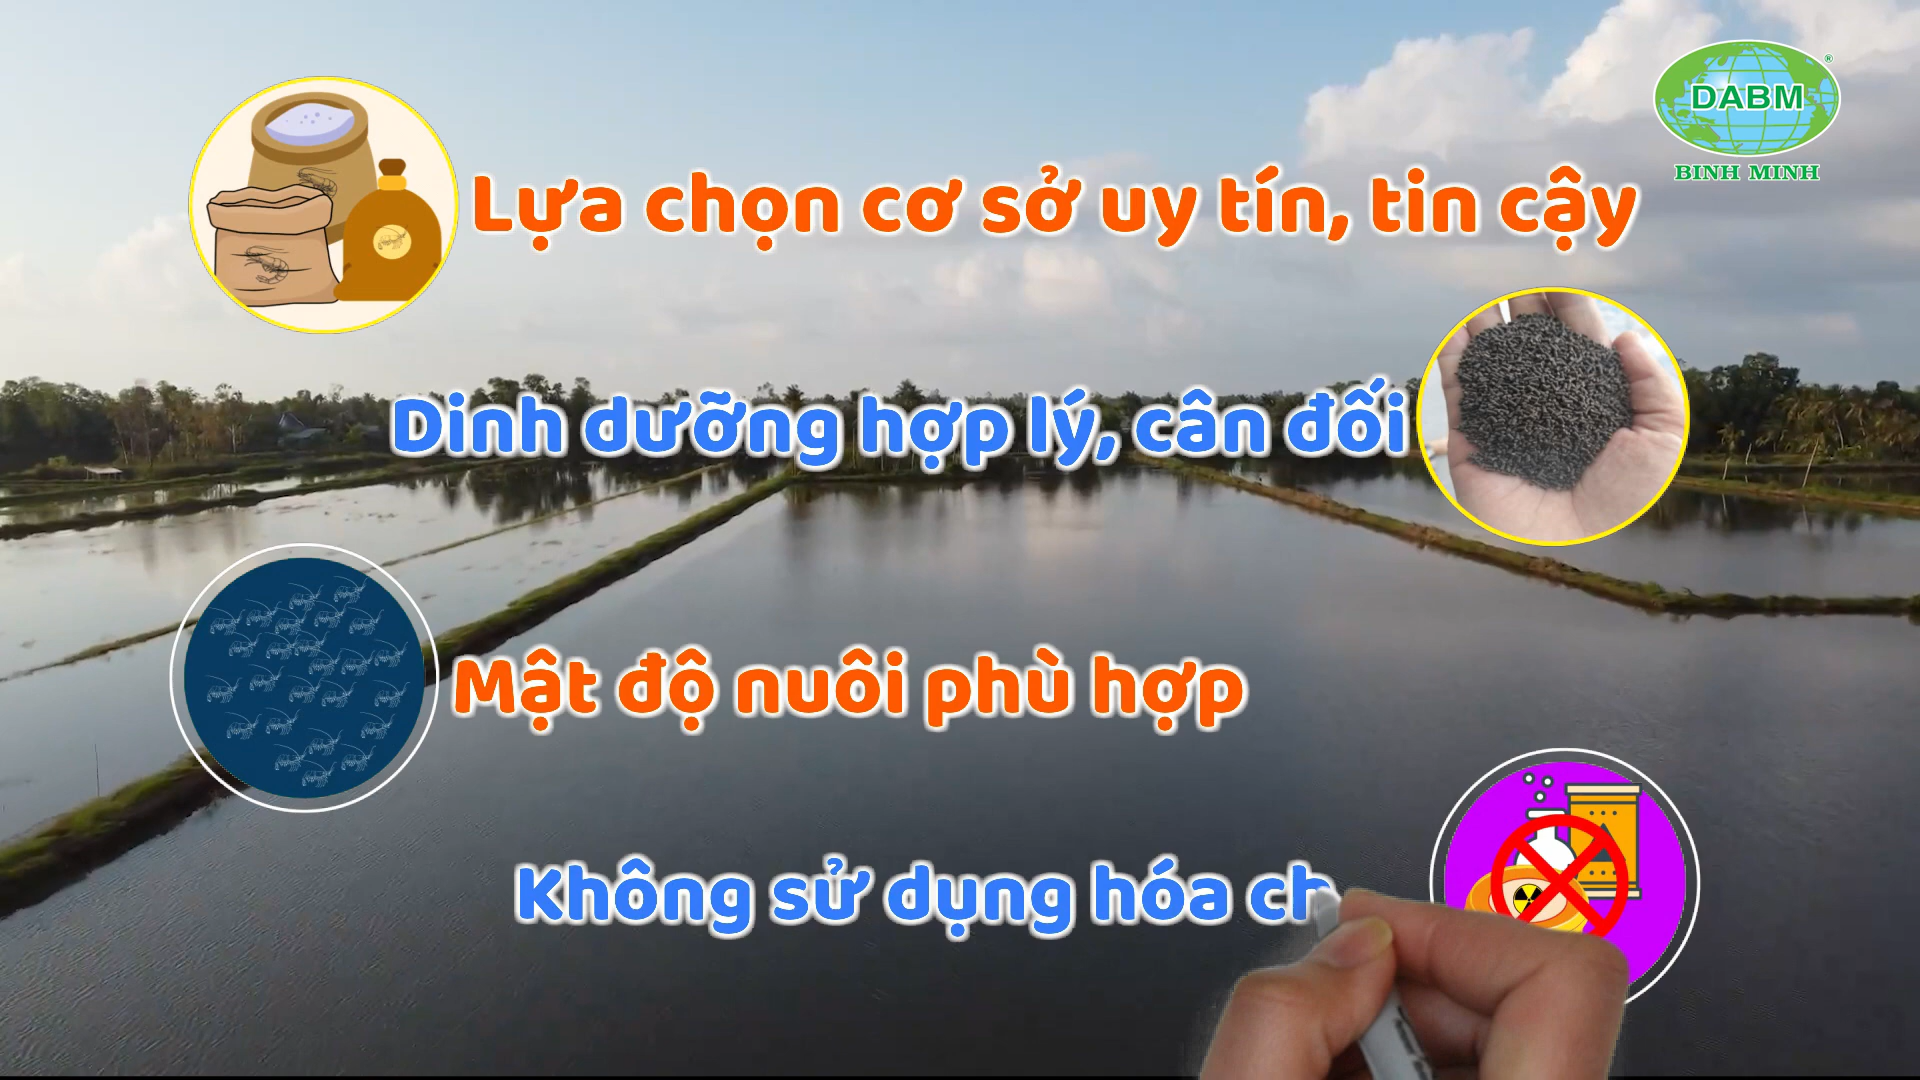 DABM
®
BINH MINH
Lựa chọn cơ sở uy tín, tin cậy
Dinh dưỡng hợp lý, cân đối
Mật độ nuôi phù hợp
Không sử dụng hóa